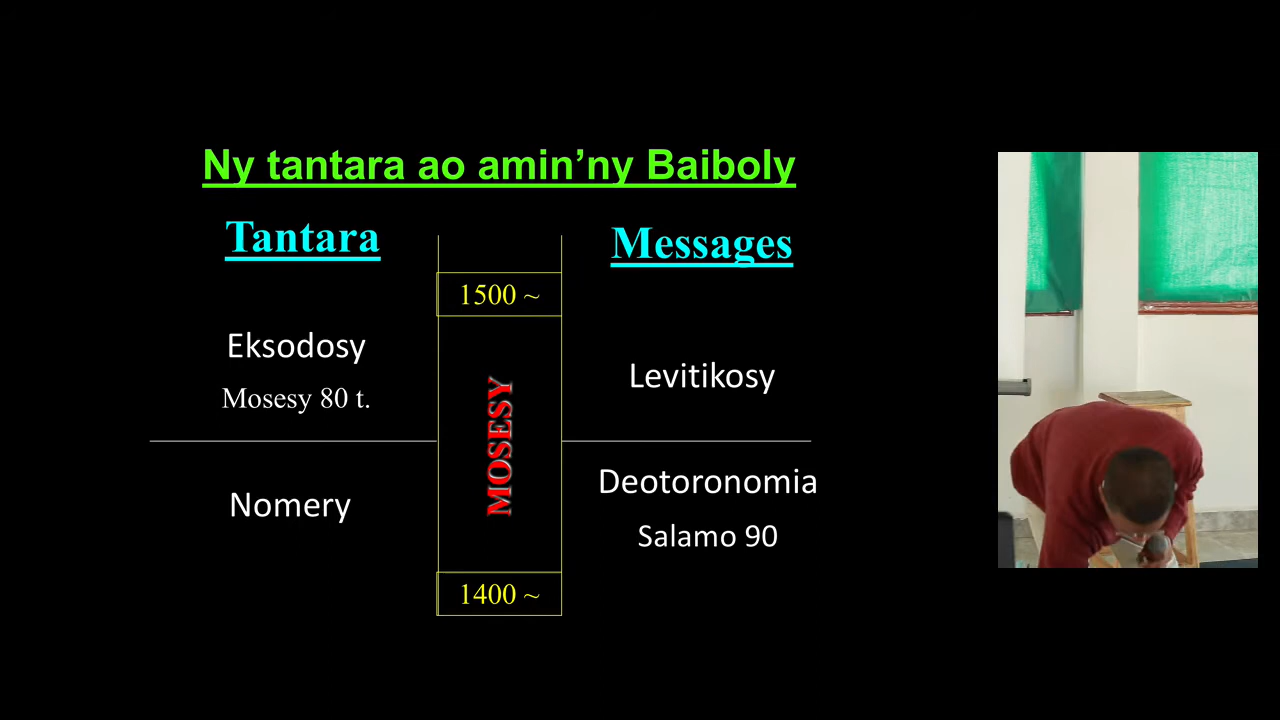 Ny tantara ao amin’ny Baiboly
Tantara
Messages
1500 ~
Eksodosy
Mosesy 80 t.
Levitikosy
MOSESY
Nomery
Deotoronomia
Salamo 90
1400 ~